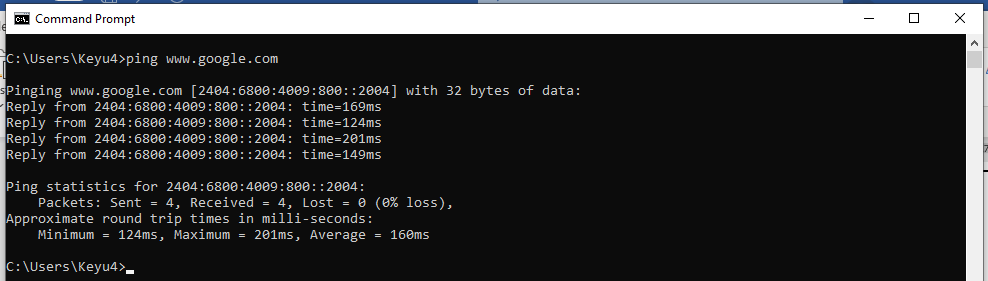 Command Prompt
C:\Users\Keyu4>ping www.google.com
Pinging www.google.com [2404:6800:4009:800::2004] with 32 bytes of data:
Reply from 2404:6800:4009:800::2004: time=169ms
Reply from 2404:6800:4009:800::2004: time=124ms
Reply from 2404:6800:4009:800::2004: time=201ms
Reply from 2404:6800:4009:800::2004: time=149ms
Ping statistics for 2404:6800:4009:800::2004:
    Packets: Sent = 4, Received = 4, Lost = 0 (0% loss),
Approximate round trip times in milli-seconds:
    Minimum = 124ms, Maximum = 201ms, Average = 160ms
C:\Users\Keyu4>